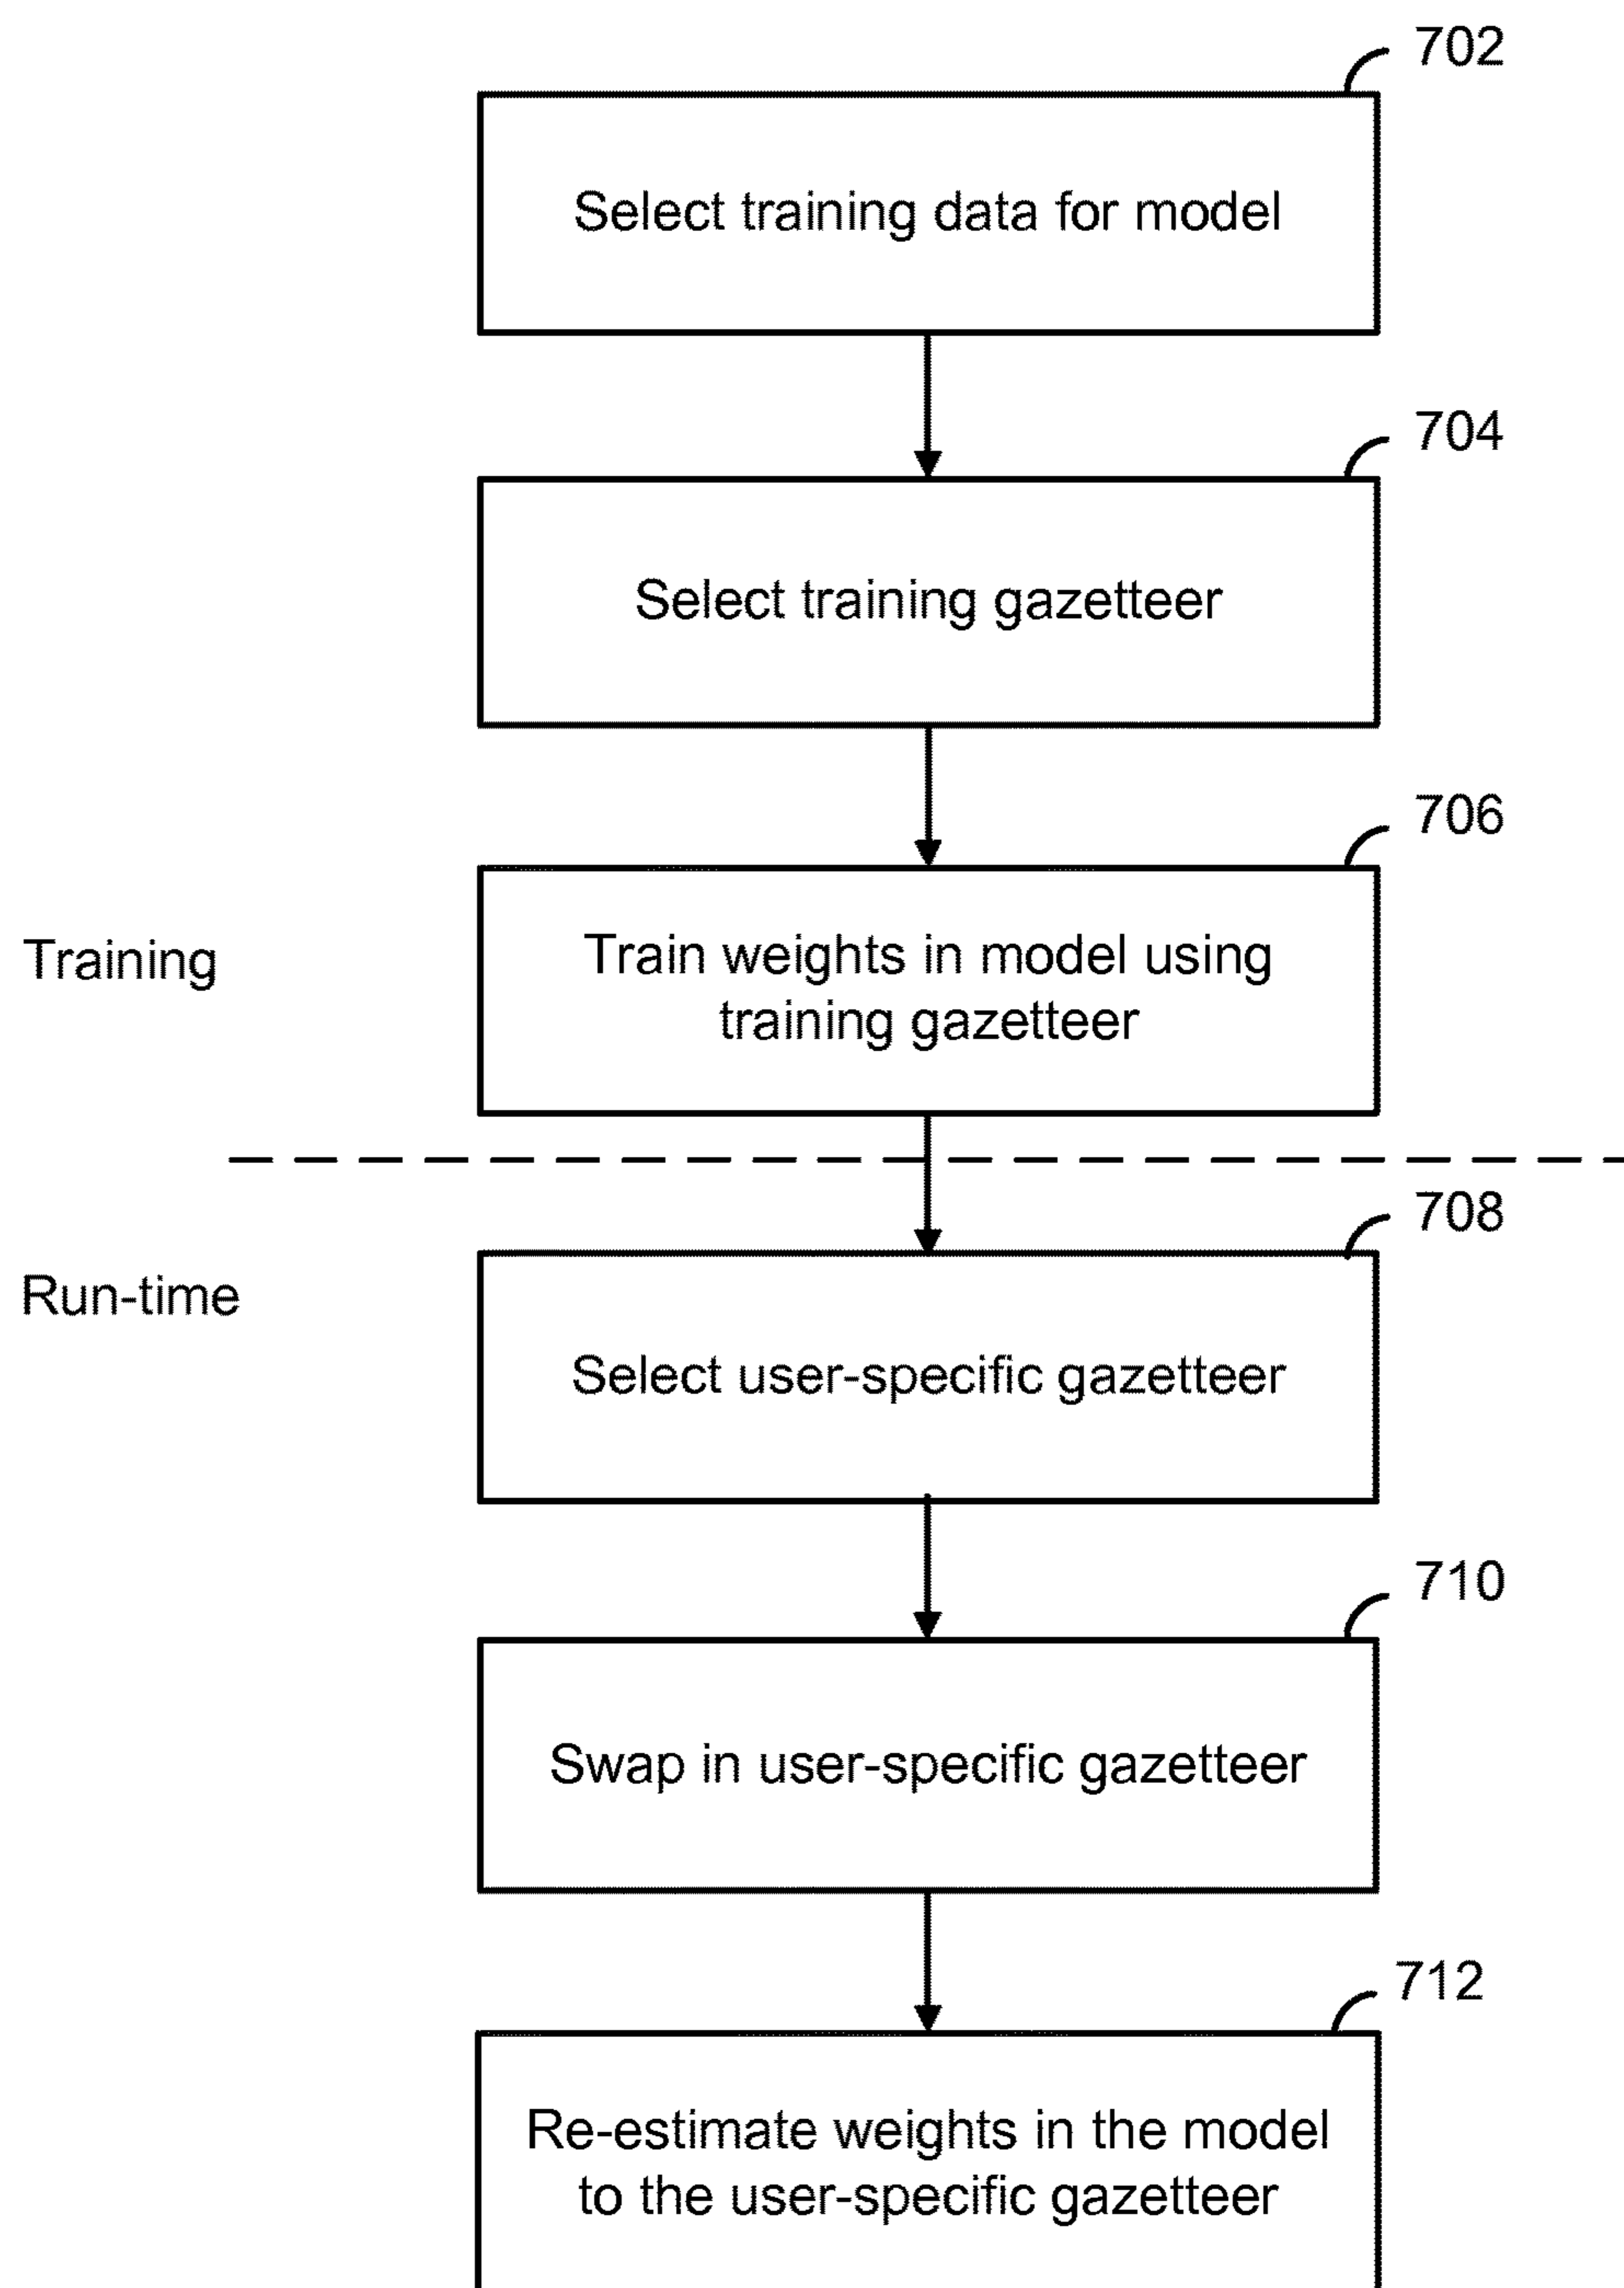 702
Select training data for model
704
Select training gazetteer
706
Training
Train weights in model using
training gazetteer
708
Run-time
Select user-specific gazetteer
710
Swap in user-specific gazetteer
712
Re-estimate weights in the model
to the user-specific gazetteer